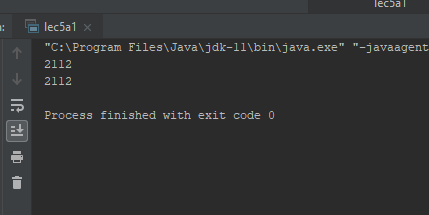 lec5a1
lec5a1
"C:\Program Files\Java\jdk-11\bin\java.exe" "-javaagent
2112
2112
Process finished with exit code 0